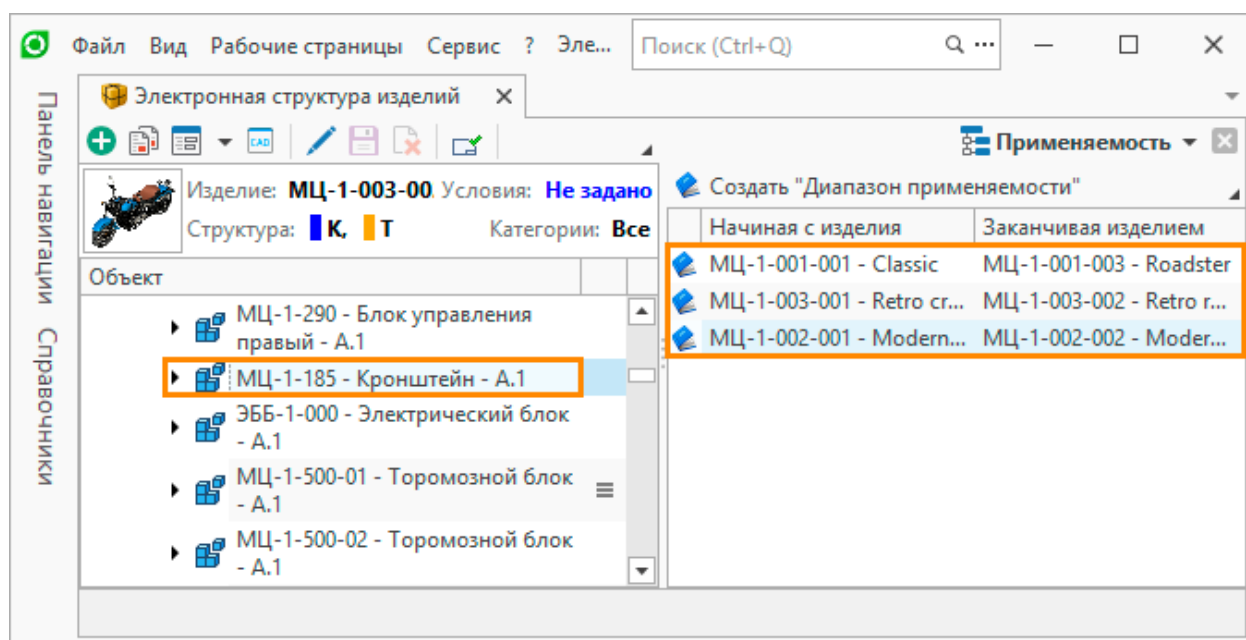 Файл Вид Рабочие страницы Сервис ? Эле... Поиск (Ctrl+Q)
Панель навигации
Справочники
Электронная структура изделий
CAD
Применяемость
Изделие: МЦ-1-003-00 Условия: Не задано
Структура: К, Т Категории: Все
Объект
МЦ-1-290 - Блок управления
правый - А.1
МЦ-1-185 - Кронштейн - А.1
ЭББ-1-000 - Электрический блок
- А.1
МЦ-1-500-01 - Торомозной блок
- А.1
МЦ-1-500-02 - Торомозной блок
- А.1
Создать "Диапазон применяемости"
Начиная с изделия Заканчивая изделием
МЦ-1-001-001 - Classic МЦ-1-001-003 - Roadster
МЦ-1-003-001 - Retro cr... МЦ-1-003-002 - Retro r...
МЦ-1-002-001 - Modern... МЦ-1-002-002 - Moder...